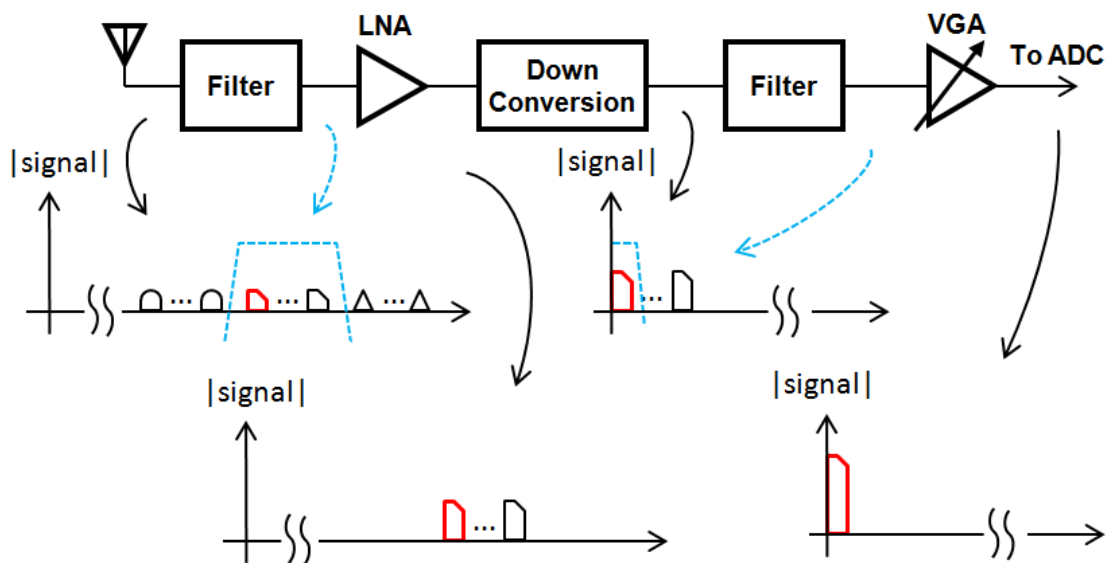 LNA
VGA
To ADC
Filter
Down
Conversion
Filter
|signal|
|signal|
... ... ...
...
|signal|
|signal|
...